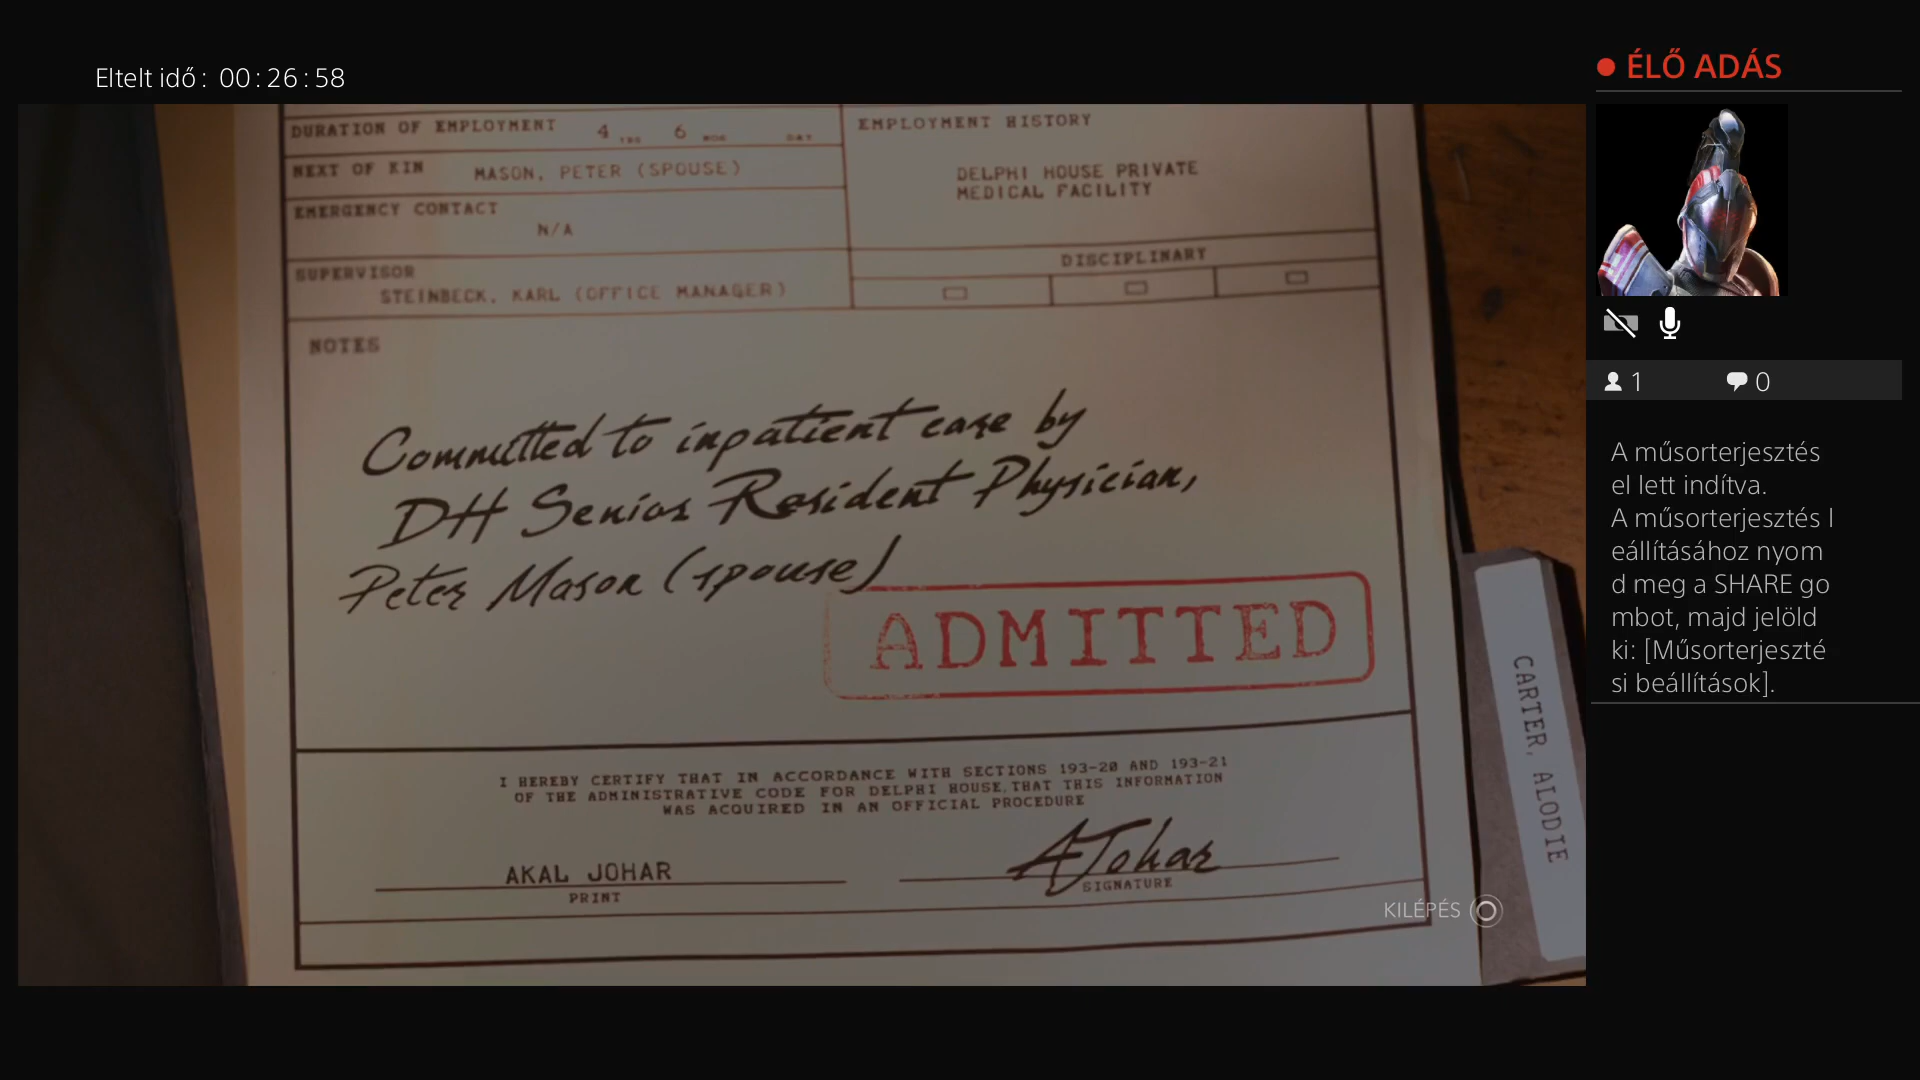 Eltelt idő: 00:26:58
ÉLŐ ADÁS
DURATION OF EMPLOYMENT 4 YRS 6 MOS DAY
NEXT OF KIN MASON, PETER (SPOUSE)
EMERGENCY CONTACT
N/A
SUPERVISOR
STEINBECK, KARL (OFFICE MANAGER)
EMPLOYMENT HISTORY
DELPHI HOUSE PRIVATE
MEDICAL FACILITY
DISCIPLINARY
NOTES
Committed to inpatient care by
DH Senior Resident Physician,
Peter Mason (spouse)
ADMITTED
I HEREBY CERTIFY THAT IN ACCORDANCE WITH SECTIONS 193-20 AND 193-21
OF THE ADMINISTRATIVE CODE FOR DELPHI HOUSE, THAT THIS INFORMATION
WAS ACQUIRED IN AN OFFICIAL PROCEDURE
AKAL JOHAR
PRINT
AJohar
SIGNATURE
KILÉPÉS
CARTER, ALODIE
1
0
A műsorterjesztés
el lett indítva.
A műsorterjesztés l
eállításához nyom
d meg a SHARE go
mbot, majd jelöld
ki: [Műsorterjeszté
si beállítások].